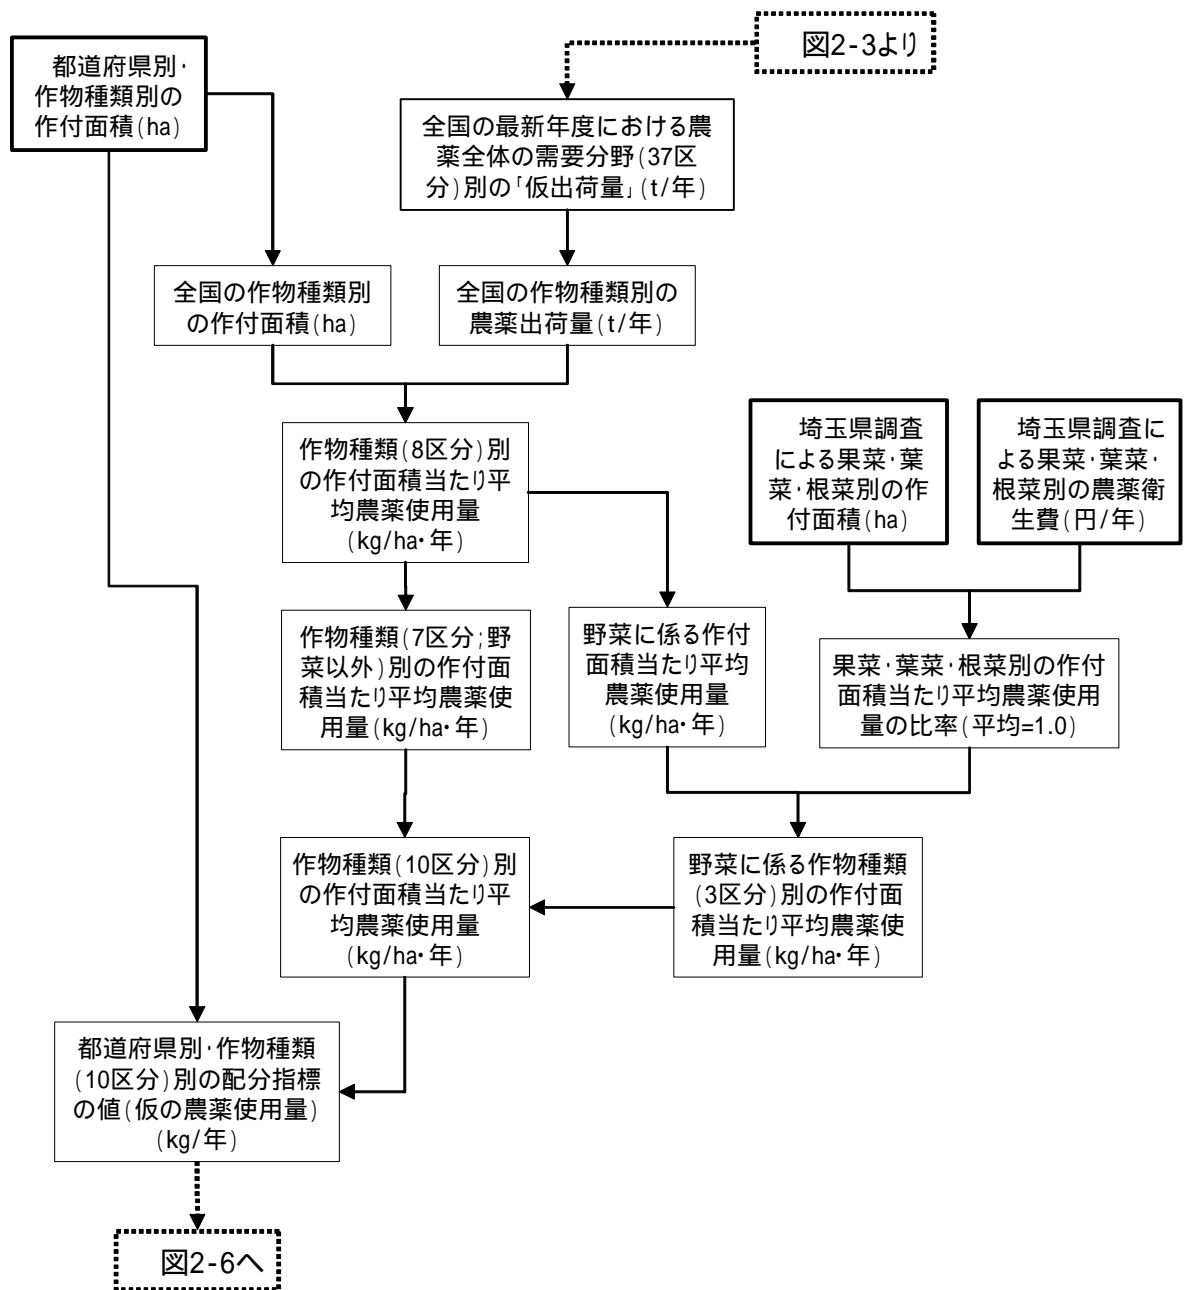 図2-3より
都道府県別・
作物種類別の
作付面積(ha)
全国の最新年度における農
薬全体の需要分野(37区
分)別の「仮出荷量」(t/年)
全国の作物種類別
の作付面積(ha)
全国の作物種類別の
農薬出荷量(t/年)
作物種類(8区分)別
の作付面積当たり平
均農薬使用量
(kg/ha・年)
埼玉県調査
による果菜・葉
菜・根菜別の作
付面積(ha)
埼玉県調査に
よる果菜・葉菜・
根菜別の農薬衛
生費(円/年)
作物種類(7区分;野
菜以外)別の作付面
積当たり平均農薬使
用量(kg/ha・年)
野菜に係る作付
面積当たり平均
農薬使用量
(kg/ha・年)
果菜・葉菜・根菜別の作付
面積当たり平均農薬使用
量の比率(平均=1.0)
作物種類(10区分)別
の作付面積当たり平
均農薬使用量
(kg/ha・年)
野菜に係る作物種類
(3区分)別の作付面
積当たり平均農薬使
用量(kg/ha・年)
都道府県別・作物種類
(10区分)別の配分指標
の値(仮の農薬使用量)
(kg/年)
図2-6へ